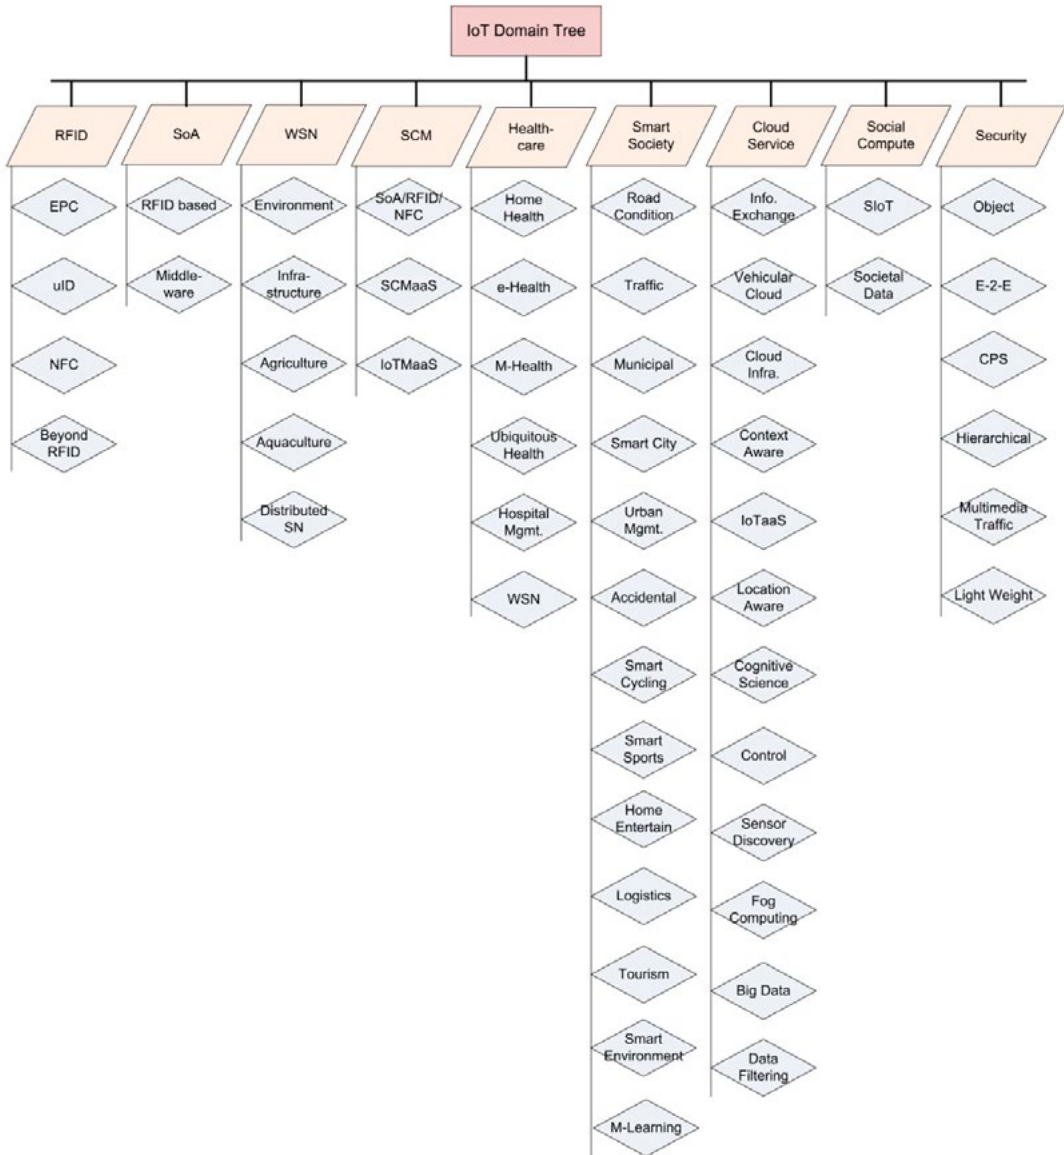 IoT Domain Tree
RFID
SoA
WSN
SCM
Health-
care
Smart
Society
Cloud
Service
Social
Compute
Security
EPC
uID
NFC
Beyond
RFID
RFID based
Middle-
ware
Environment
Infra-
structure
Agriculture
Aquaculture
Distributed
SN
SoA/RFID/
NFC
SCMaaS
IoTMaaS
Home
Health
e-Health
M-Health
Ubiquitous
Health
Hospital
Mgmt.
WSN
Road
Condition
Traffic
Municipal
Smart City
Urban
Mgmt.
Accidental
Smart
Cycling
Smart
Sports
Home
Entertain
Logistics
Tourism
Smart
Environment
M-Learning
Info.
Exchange
Vehicular
Cloud
Cloud
Infra.
Context
Aware
IoTaaS
Location
Aware
Cognitive
Science
Control
Sensor
Discovery
Fog
Computing
Big Data
Data
Filtering
SIoT
Societal
Data
Object
E-2-E
CPS
Hierarchical
Multimedia
Traffic
Light Weight